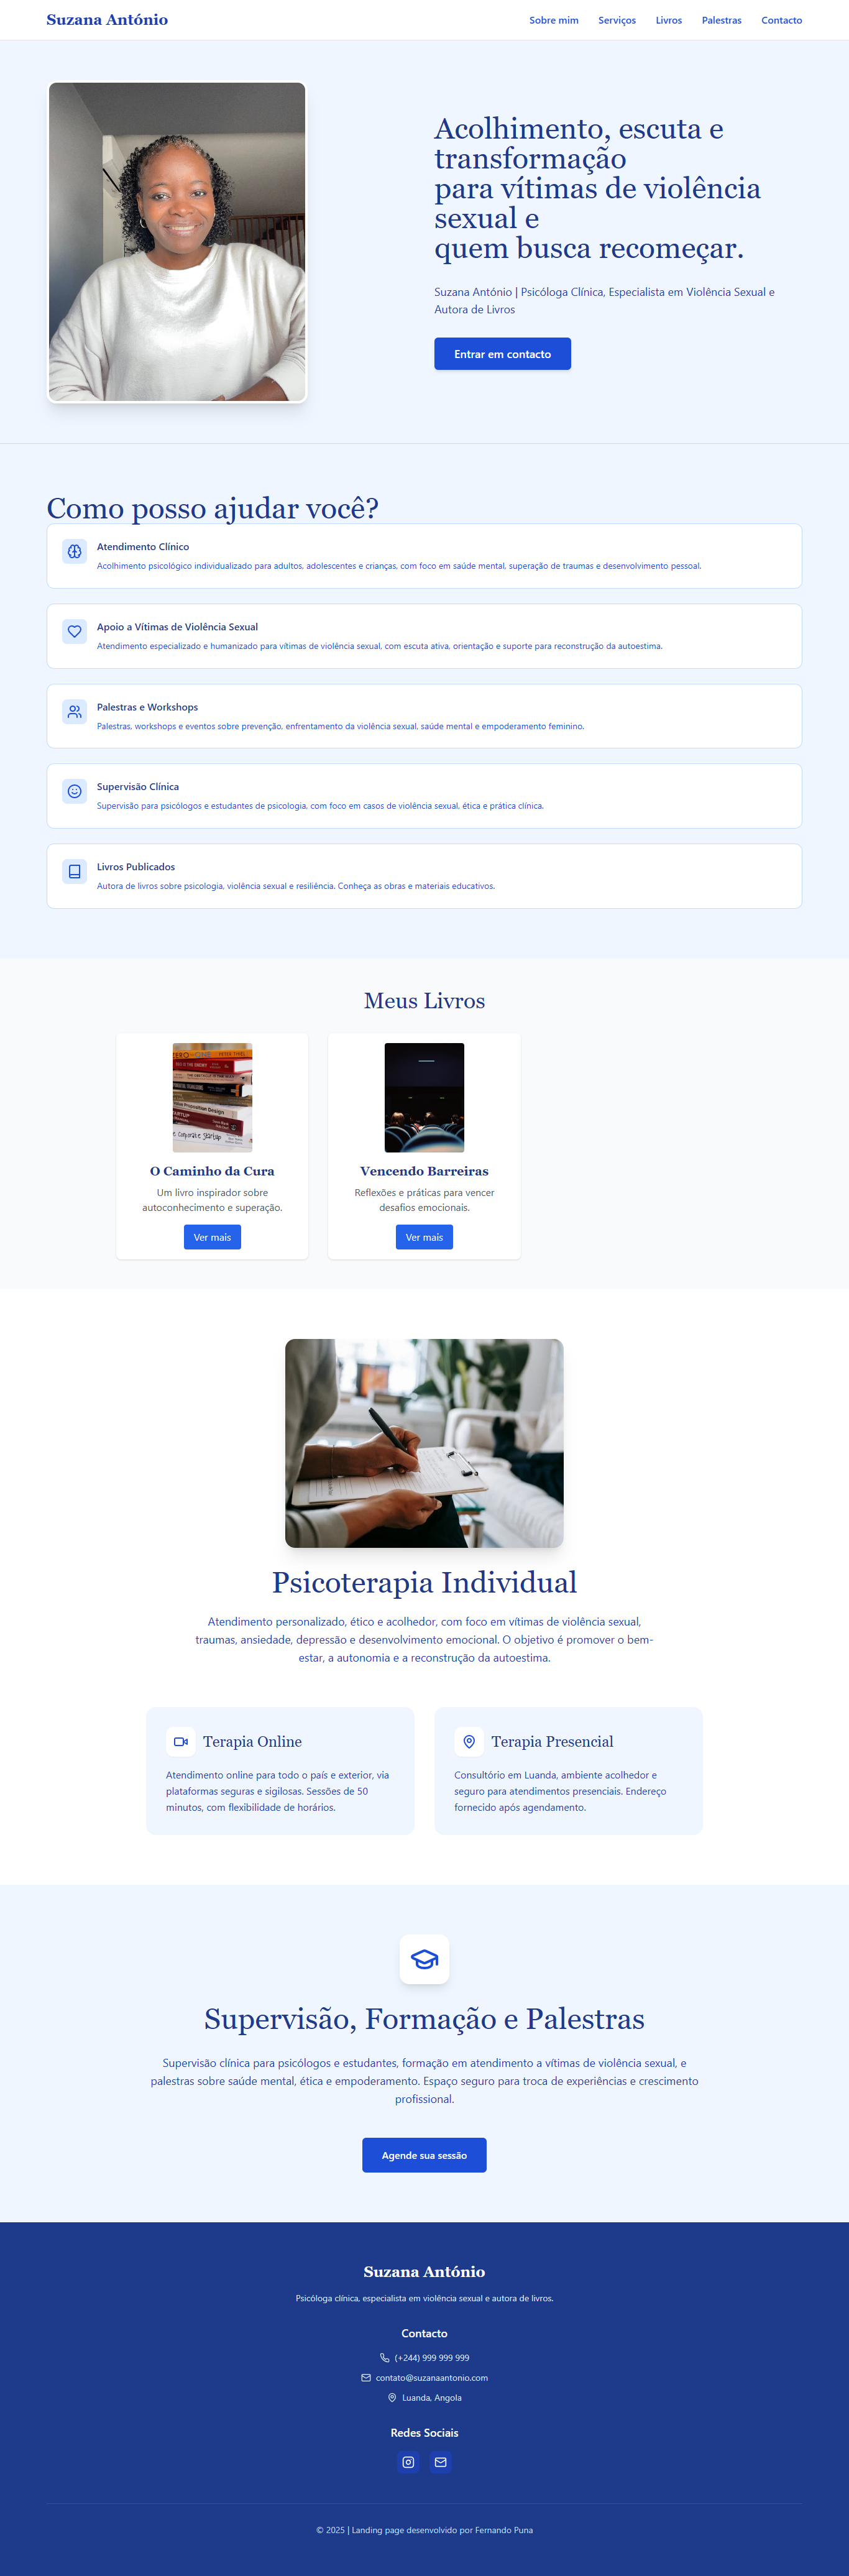 Suzana António
Sobre mim
Serviços
Livros
Palestras
Contacto
Acolhimento, escuta e
transformação
para vítimas de violência
sexual e
quem busca recomeçar.
Suzana António | Psicóloga Clínica, Especialista em Violência Sexual e
Autora de Livros
Entrar em contacto
Como posso ajudar você?
Atendimento Clínico
Acolhimento psicológico individualizado para adultos, adolescentes e crianças, com foco em saúde mental, superação de traumas e desenvolvimento pessoal.
Apoio a Vítimas de Violência Sexual
Atendimento especializado e humanizado para vítimas de violência sexual, com escuta ativa, orientação e suporte para reconstrução da autoestima.
Palestras e Workshops
Palestras, workshops e eventos sobre prevenção, enfrentamento da violência sexual, saúde mental e empoderamento feminino.
Supervisão Clínica
Supervisão para psicólogos e estudantes de psicologia, com foco em casos de violência sexual, ética e prática clínica.
Livros Publicados
Autora de livros sobre psicologia, violência sexual e resiliência. Conheça as obras e materiais educativos.
Meus Livros
O Caminho da Cura
Um livro inspirador sobre
autoconhecimento e superação.
Ver mais
Vencendo Barreiras
Reflexões e práticas para vencer
desafios emocionais.
Ver mais
Psicoterapia Individual
Atendimento personalizado, ético e acolhedor, com foco em vítimas de violência sexual,
traumas, ansiedade, depressão e desenvolvimento emocional. O objetivo é promover o bem-
estar, a autonomia e a reconstrução da autoestima.
Terapia Online
Atendimento online para todo o país e exterior, via
plataformas seguras e sigilosas. Sessões de 50
minutos, com flexibilidade de horários.
Terapia Presencial
Consultório em Luanda, ambiente acolhedor e
seguro para atendimentos presenciais. Endereço
fornecido após agendamento.
Supervisão, Formação e Palestras
Supervisão clínica para psicólogos e estudantes, formação em atendimento a vítimas de violência sexual, e
palestras sobre saúde mental, ética e empoderamento. Espaço seguro para troca de experiências e crescimento
profissional.
Agende sua sessão
Suzana António
Psicóloga clínica, especialista em violência sexual e autora de livros.
Contacto
(+244) 999 999 999
contato@suzanaantonio.com
Luanda, Angola
Redes Sociais
© 2025 | Landing page desenvolvido por Fernando Puna